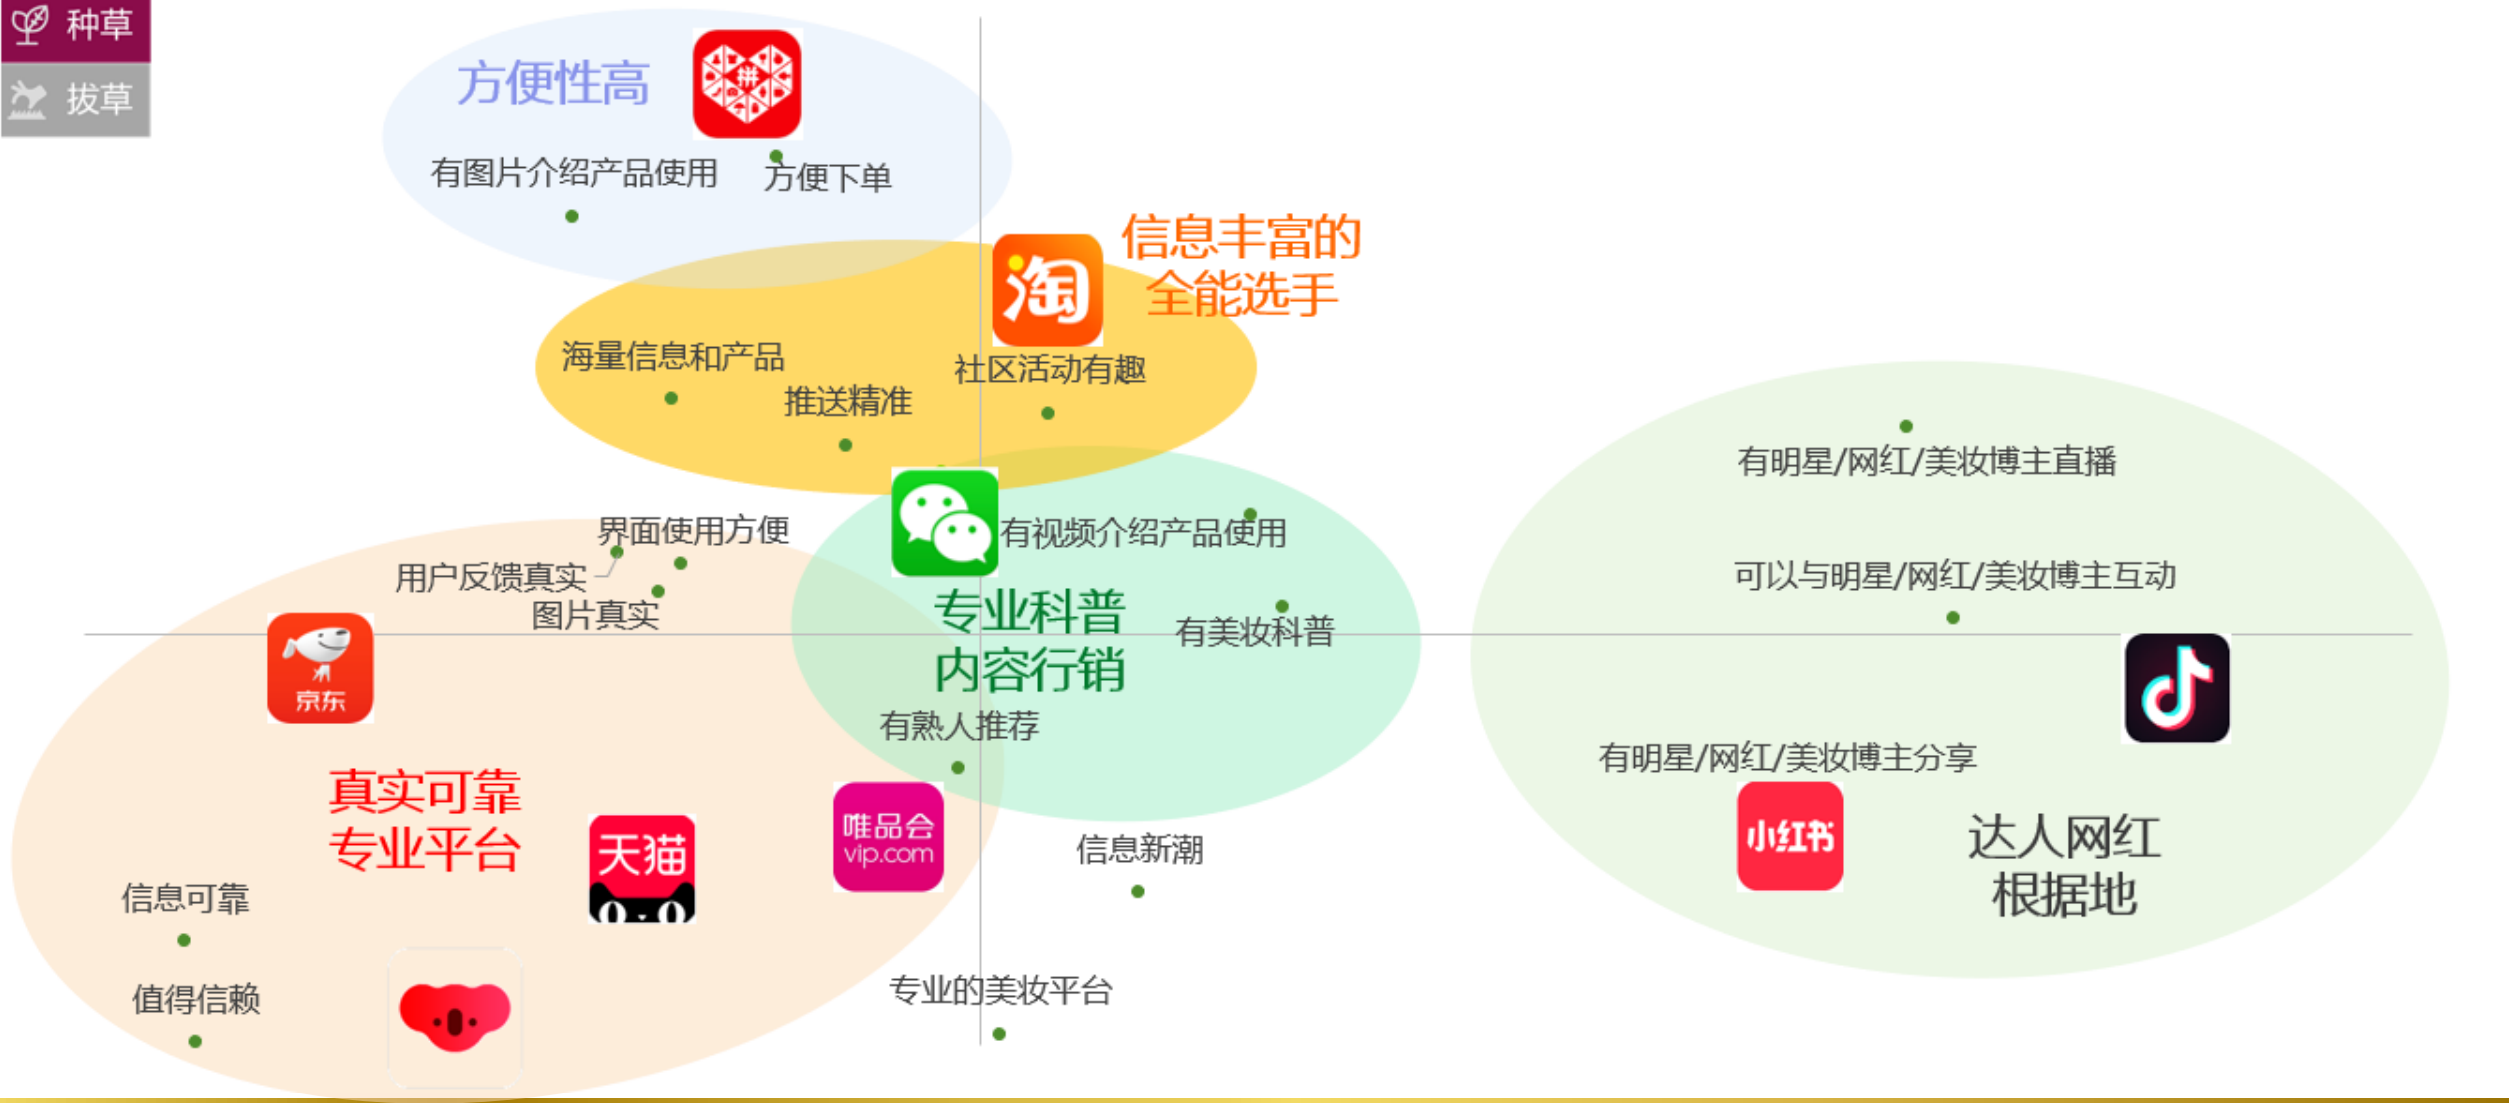 种草
拔草
方便性高
拼
有图片介绍产品使用
方便下单
信息丰富的
全能选手
淘
海量信息和产品
推送精准
社区活动有趣
有明星/网红/美妆博主直播
界面使用方便
用户反馈真实
图片真实
有视频介绍产品使用
可以与明星/网红/美妆博主互动
专业科普
内容行销
有美妆科普
京东
有熟人推荐
有明星/网红/美妆博主分享
真实可靠
专业平台
天猫
唯品会
vip.com
信息新潮
小红书
达人网红
根据地
信息可靠
值得信赖
专业的美妆平台